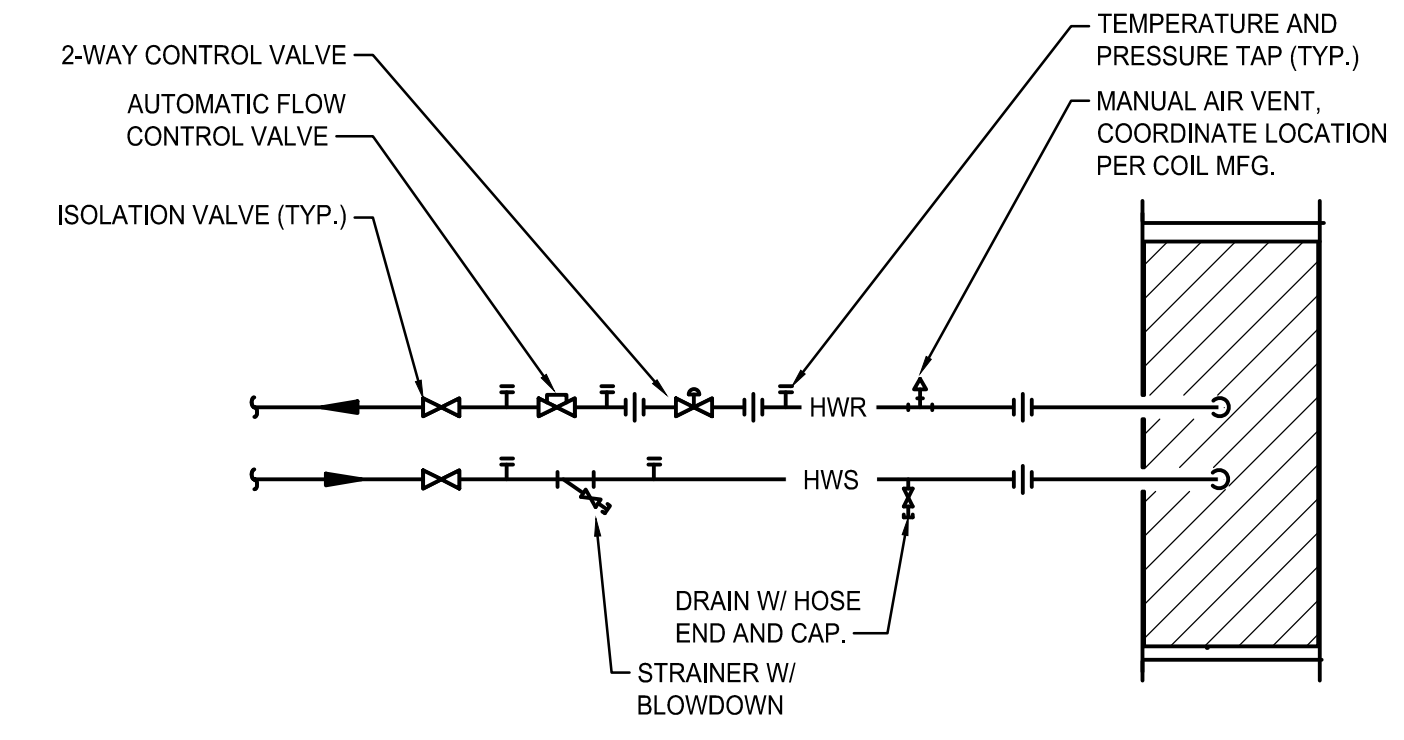 2-WAY CONTROL VALVE
AUTOMATIC FLOW
CONTROL VALVE
ISOLATION VALVE (TYP.)
TEMPERATURE AND
PRESSURE TAP (TYP.)
MANUAL AIR VENT,
COORDINATE LOCATION
PER COIL MFG.
HWR
HWS
DRAIN W/ HOSE
END AND CAP.
STRAINER W/
BLOWDOWN